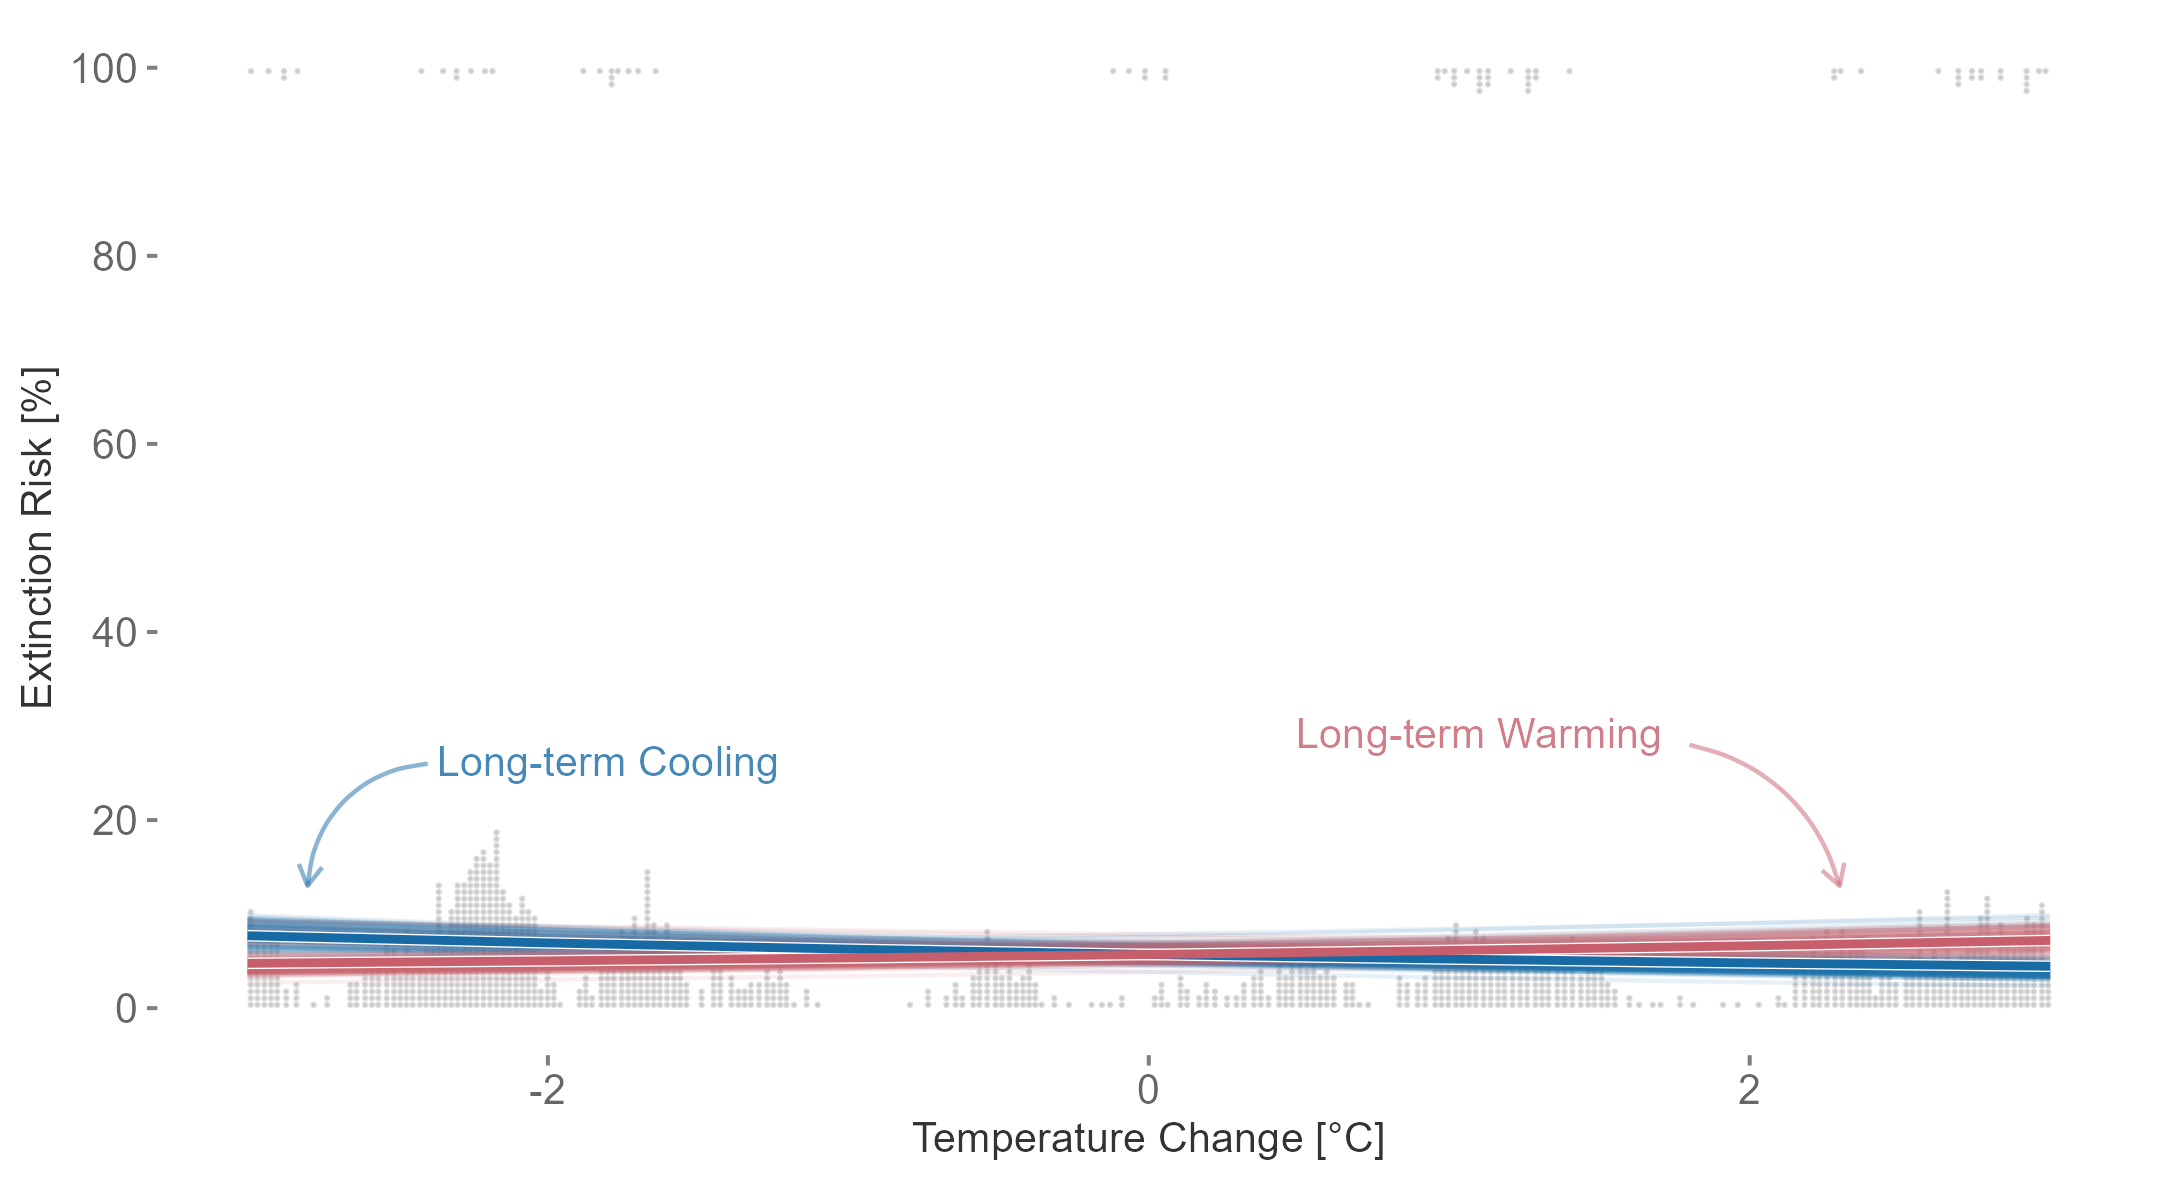 100
80
60
40
20
0
Extinction Risk [%]
Long-term Cooling
Long-term Warming
-2
0
2
Temperature Change [°C]